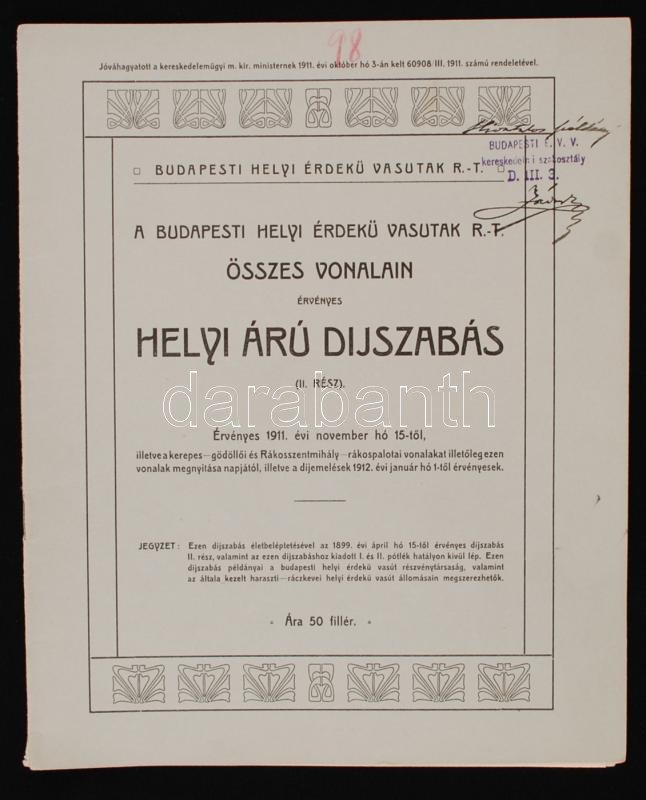 98
Jóváhagyatott a kereskedelemügyi m. kir. ministernek 1911. évi október hó 3-án kelt 60908/III. 1911. számú rendeletével.
BUDAPESTI H. É. V. V.
kereskedelmi szakosztály
D. III. 3.
BUDAPESTI HELYI ÉRDEKŰ VASUTAK R.-T.
A BUDAPESTI HELYI ÉRDEKŰ VASUTAK R.-T.
ÖSSZES VONALAIN
ÉRVÉNYES
HELYI ÁRÚ DIJSZABÁS
(II. RÉSZ).
darabanth
Érvényes 1911. évi november hó 15-től,
illetve a kerepes—gödöllői és Rákosszentmihály—rákospalotai vonalakat illetőleg ezen
vonalak megnyitása napjától, illetve a dijemelések 1912. évi január hó 1-től érvényesek.
JEGYZET: Ezen dijszabás életbeléptetésével az 1899. évi április hó 15-től érvényes dijszabás
II. rész, valamint az ezen dijszabáshoz kiadott I. és II. pótlék hatályon kivül lép. Ezen
dijszabás példányai a budapesti helyi érdekű vasút részvénytársaság, valamint
az általa kezelt haraszti—ráczkevei helyi érdekű vasút állomásain megszerezhetők.
Ára 50 fillér.